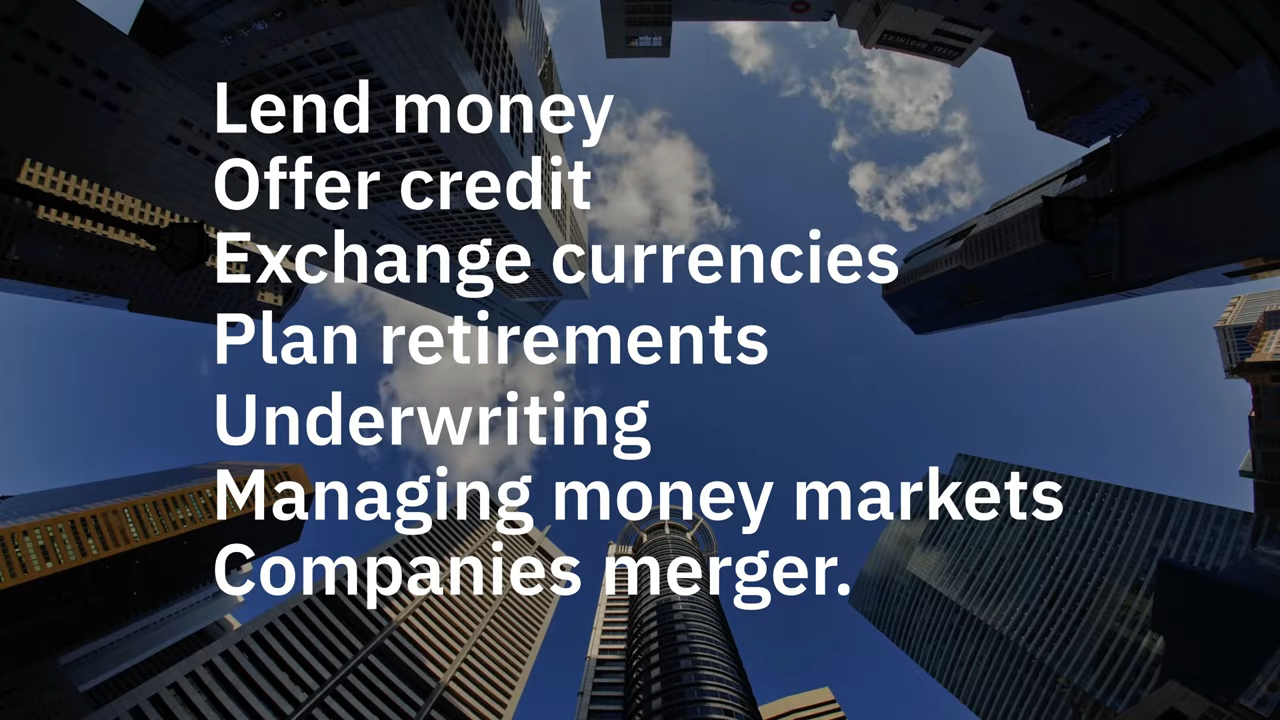 Lend money
Offer credit
Exchange currencies
Plan retirements
Underwriting
Managing money markets
Companies merger.